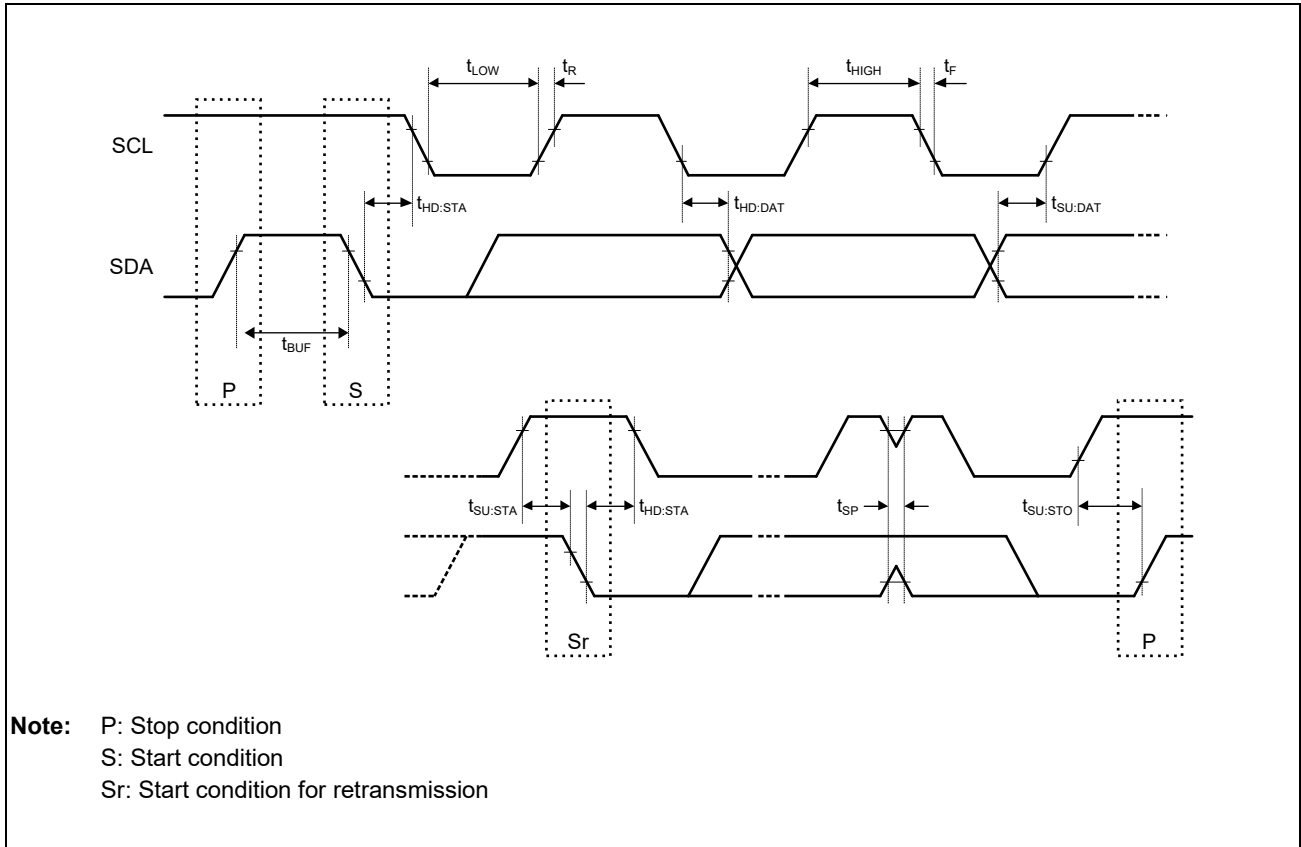 tLOW tR tHIGH tF
SCL
tHD:STA tHD:DAT tSU:DAT
SDA
tBUF
P S
tSU:STA tHD:STA tSP tSU:STO
Sr P
Note: P: Stop condition
S: Start condition
Sr: Start condition for retransmission